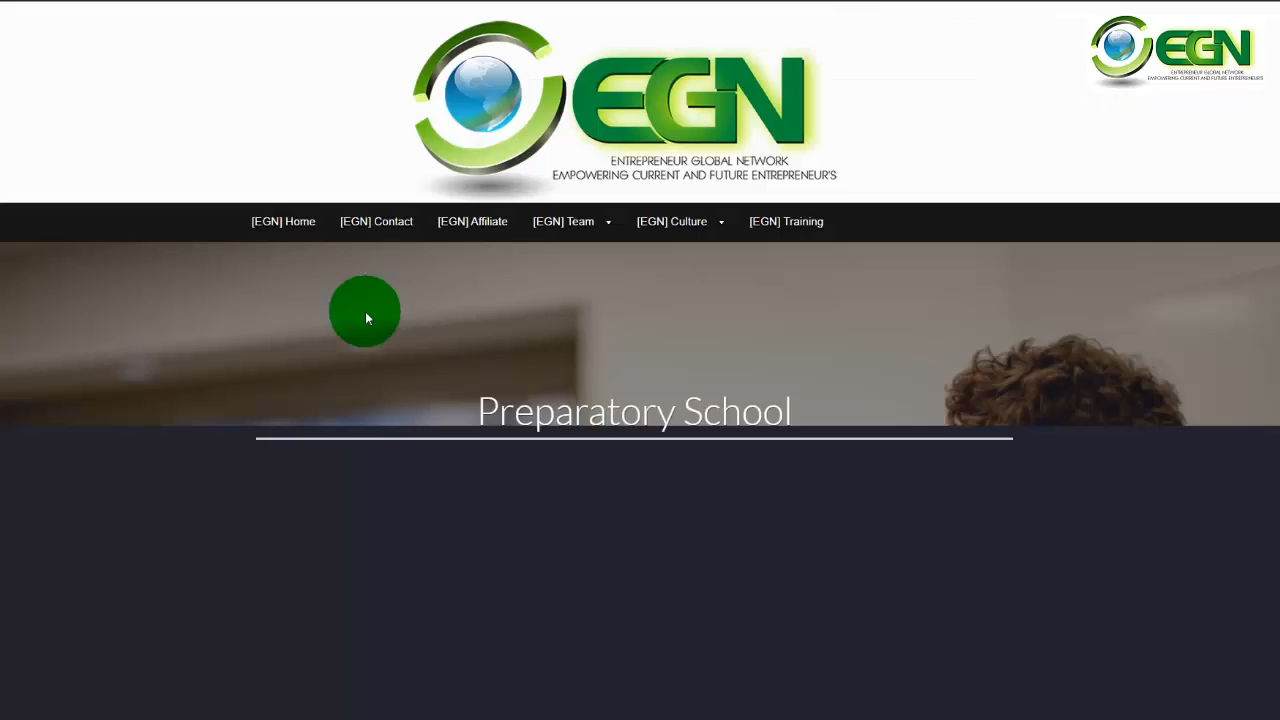 EGN
ENTREPRENEUR GLOBAL NETWORK
EMPOWERING CURRENT AND FUTURE ENTREPRENEUR'S
EGN
ENTREPRENEUR GLOBAL NETWORK
EMPOWERING CURRENT AND FUTURE ENTREPRENEUR'S
[EGN] Home [EGN] Contact [EGN] Affiliate [EGN] Team [EGN] Culture [EGN] Training
Preparatory School